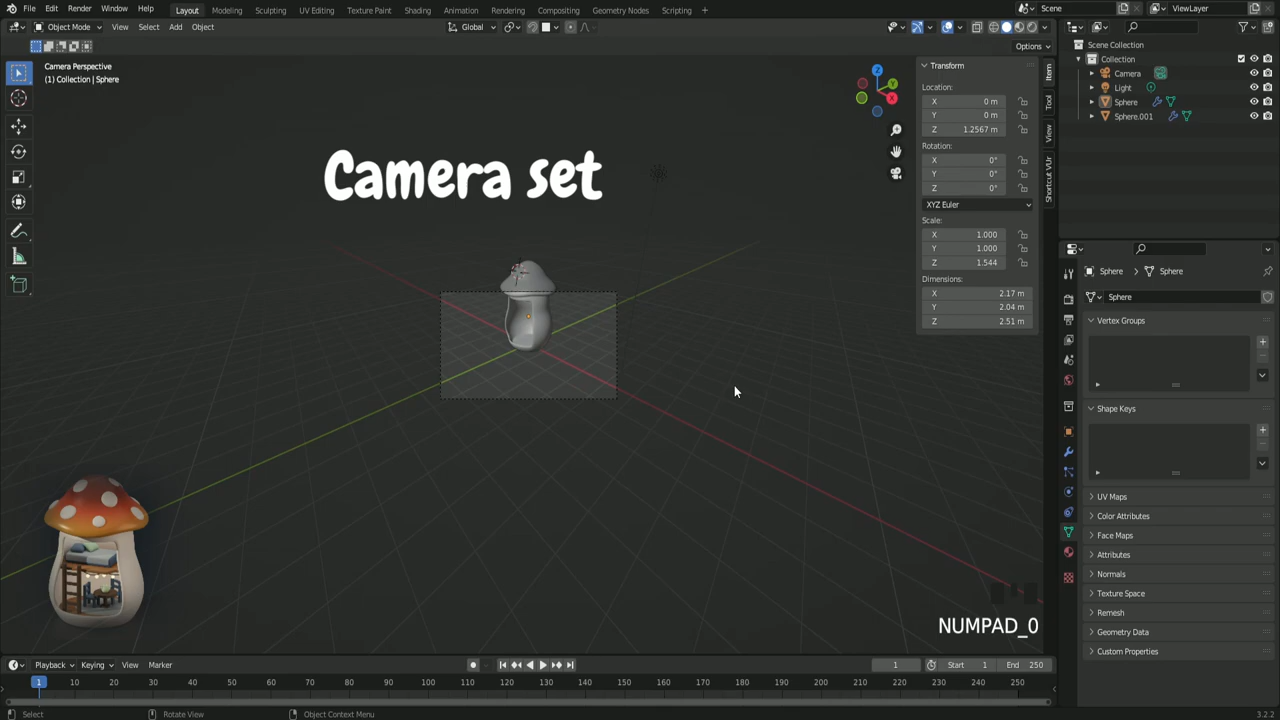 File Edit Render Window Help Layout Modeling Sculpting UV Editing Texture Paint Shading Animation Rendering Compositing Geometry Nodes Scripting + Scene ViewLayer
Object Mode View Select Add Object Global
Options
Camera Perspective
(1) Collection | Sphere
Camera set
Z
Y
X
Transform
Location:
X 0 m
Y 0 m
Z 1.2567 m
Rotation:
X 0°
Y 0°
Z 0°
XYZ Euler
Scale:
X 1.000
Y 1.000
Z 1.544
Dimensions:
X 2.17 m
Y 2.04 m
Z 2.51 m
Item
Tool
View
Shortcut VUr
Scene Collection
Collection
Camera
Light
Sphere
Sphere.001
Sphere > Sphere
Sphere
Vertex Groups
Shape Keys
UV Maps
Color Attributes
Face Maps
Attributes
Normals
Texture Space
Remesh
Geometry Data
Custom Properties
NUMPAD_0
Playback Keying View Marker 1 Start 1 End 250
1 10 20 30 40 50 60 70 80 90 100 110 120 130 140 150 160 170 180 190 200 210 220 230 240 250
Select Rotate View Object Context Menu 3.2.2